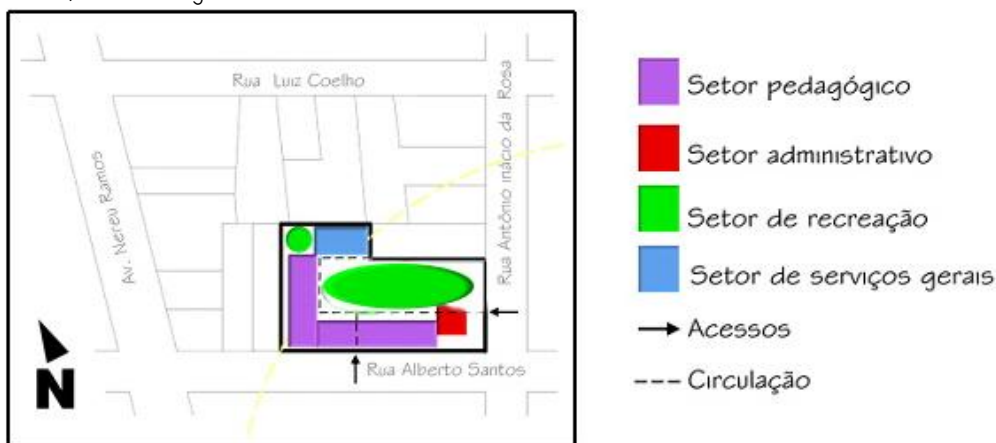 Rua Luiz Coelho
Rua Antônio inácio da Rosa
Av. Nereu Ramos
Rua Alberto Santos
N
Setor pedagógico
Setor administrativo
Setor de recreação
Setor de serviços gerais
Acessos
Circulação